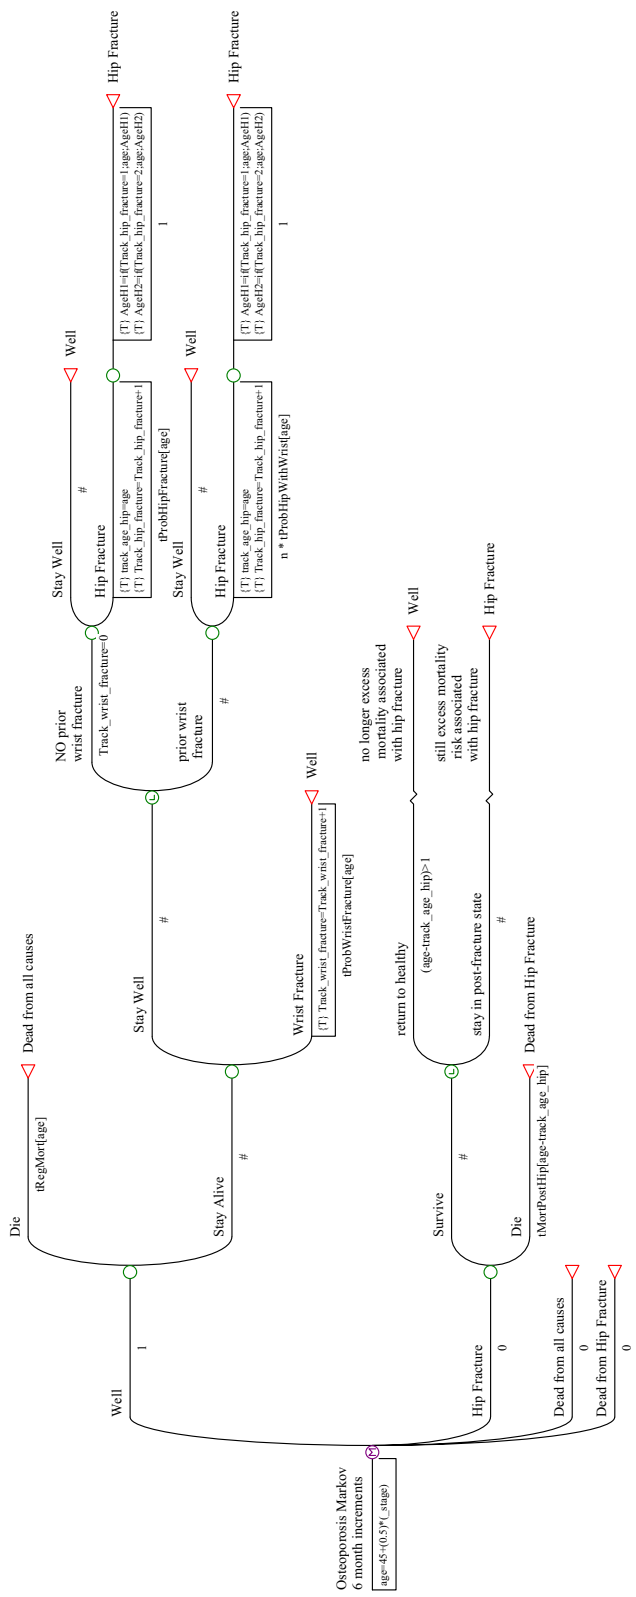 Osteoporosis Markov
6 month increments
age=45+(0.5)*(_stage)
M
Well
1
Die
tRegMort[age]
Dead from all causes
Stay Alive
#
Stay Well
#
L
NO prior
wrist fracture
Track_wrist_fracture=0
Stay Well
#
Well
Hip Fracture
{T} track_age_hip=age
{T} Track_hip_fracture=Track_hip_fracture+1
tProbHipFracture[age]
{T} AgeH1=if(Track_hip_fracture=1;age;AgeH1)
{T} AgeH2=if(Track_hip_fracture=2;age;AgeH2)
1
Hip Fracture
prior wrist
fracture
#
Stay Well
#
Well
Hip Fracture
{T} track_age_hip=age
{T} Track_hip_fracture=Track_hip_fracture+1
n * tProbHipWithWrist[age]
{T} AgeH1=if(Track_hip_fracture=1;age;AgeH1)
{T} AgeH2=if(Track_hip_fracture=2;age;AgeH2)
1
Hip Fracture
Wrist Fracture
{T} Track_wrist_fracture=Track_wrist_fracture+1
tProbWristFracture[age]
Well
Hip Fracture
0
Survive
#
L
return to healthy
(age-track_age_hip)>1
no longer excess
mortality associated
with hip fracture
Well
stay in post-fracture state
#
still excess mortality
risk associated
with hip fracture
Hip Fracture
Die
tMortPostHip[age-track_age_hip]
Dead from Hip Fracture
Dead from all causes
0
Dead from Hip Fracture
0